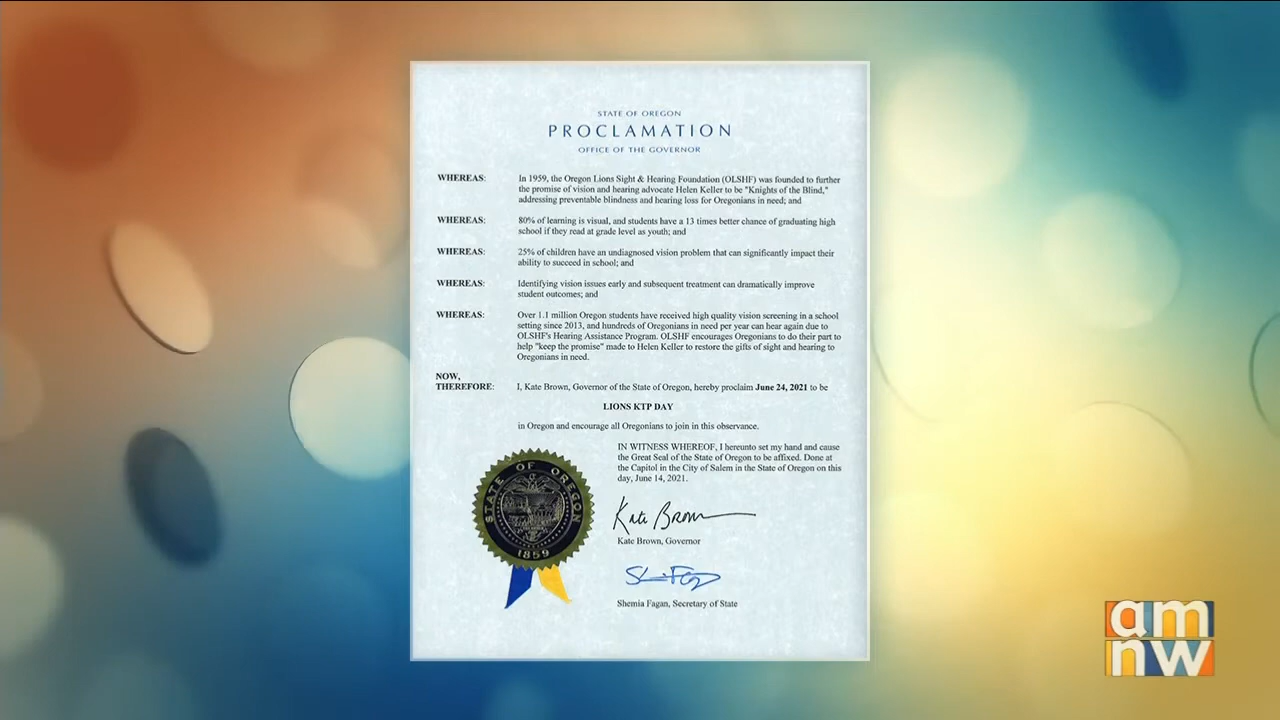 STATE OF OREGON
PROCLAMATION
OFFICE OF THE GOVERNOR
WHEREAS: In 1959, the Oregon Lions Sight & Hearing Foundation (OLSHF) was founded to further
the promise of vision and hearing advocate Helen Keller to be "Knights of the Blind,"
addressing preventable blindness and hearing loss for Oregonians in need; and
WHEREAS: 80% of learning is visual, and students have a 13 times better chance of graduating high
school if they read at grade level as youth; and
WHEREAS: 25% of children have an undiagnosed vision problem that can significantly impact their
ability to succeed in school; and
WHEREAS: Identifying vision issues early and subsequent treatment can dramatically improve
student outcomes; and
WHEREAS: Over 1.1 million Oregon students have received high quality vision screening in a school
setting since 2013, and hundreds of Oregonians in need per year can hear again due to
OLSHF's Hearing Assistance Program. OLSHF encourages Oregonians to do their part to
help "keep the promise" made to Helen Keller to restore the gifts of sight and hearing to
Oregonians in need.
NOW,
THEREFORE: I, Kate Brown, Governor of the State of Oregon, hereby proclaim June 24, 2021 to be
LIONS KTP DAY
in Oregon and encourage all Oregonians to join in this observance.
IN WITNESS WHEREOF, I hereunto set my hand and cause
the Great Seal of the State of Oregon to be affixed. Done at
the Capitol in the City of Salem in the State of Oregon on this
day, June 14, 2021.
STATE OF OREGON
1859
Kate Brown
Kate Brown, Governor
Shemia Fagan, Secretary of State
am
nw